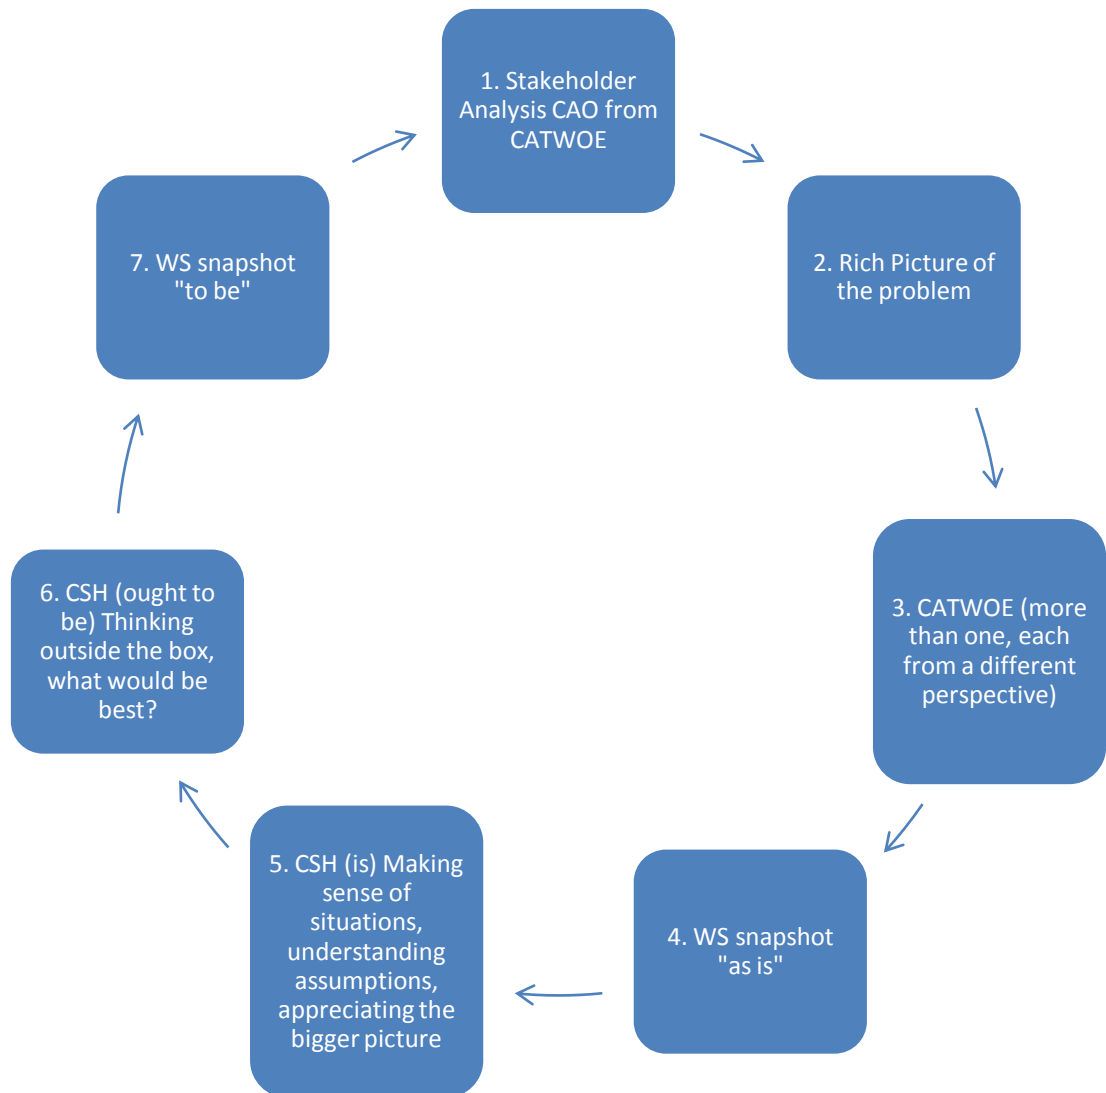 1. Stakeholder
Analysis CAO from
CATWOE
2. Rich Picture of
the problem
3. CATWOE (more
than one, each
from a different
perspective)
4. WS snapshot
"as is"
5. CSH (is) Making
sense of
situations,
understanding
assumptions,
appreciating the
bigger picture
6. CSH (ought to
be) Thinking
outside the box,
what would be
best?
7. WS snapshot
"to be"